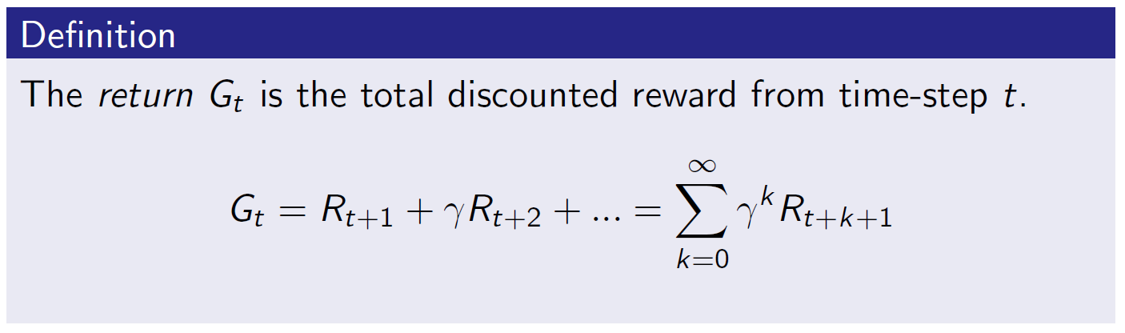 Definition
The return G_t is the total discounted reward from time-step t.
G_t = R_{t+1} + γR_{t+2} + ... = \sum_{k=0}^{∞} γ^k R_{t+k+1}